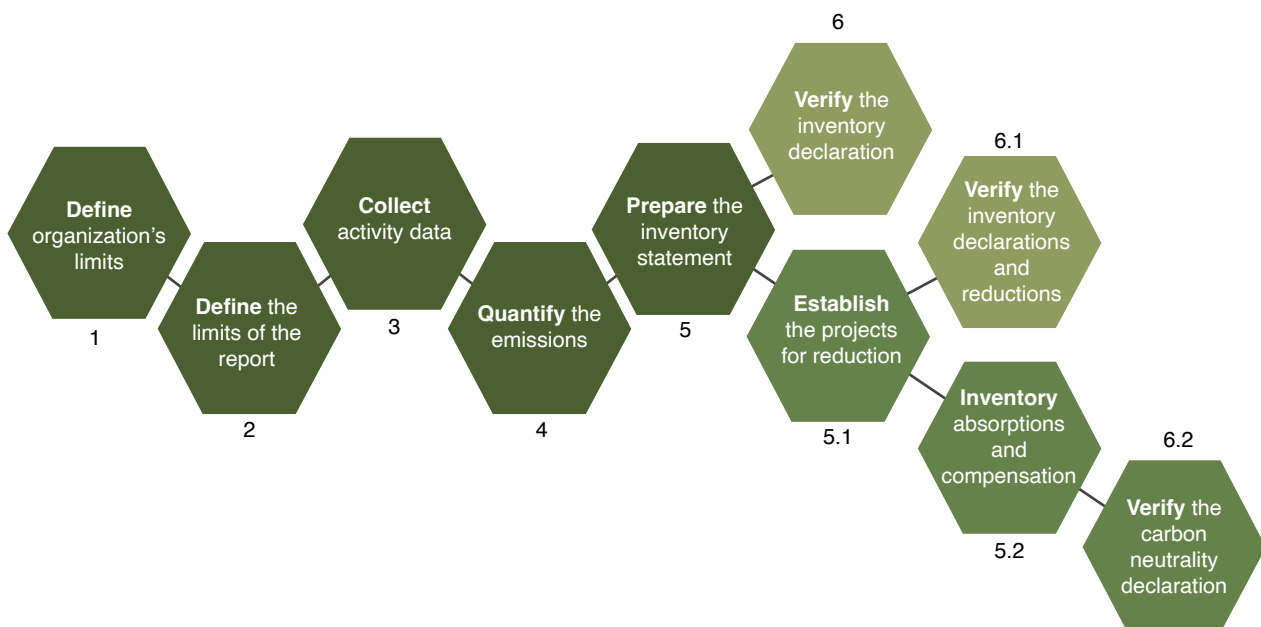 1
Define
organization's
limits
2
Define the
limits of the
report
3
Collect
activity data
4
Quantify the
emissions
5
Prepare the
inventory
statement
6
Verify the
inventory
declaration
5.1
Establish
the projects
for reduction
6.1
Verify the
inventory
declarations
and
reductions
5.2
Inventory
absorptions
and
compensation
6.2
Verify the
carbon
neutrality
declaration